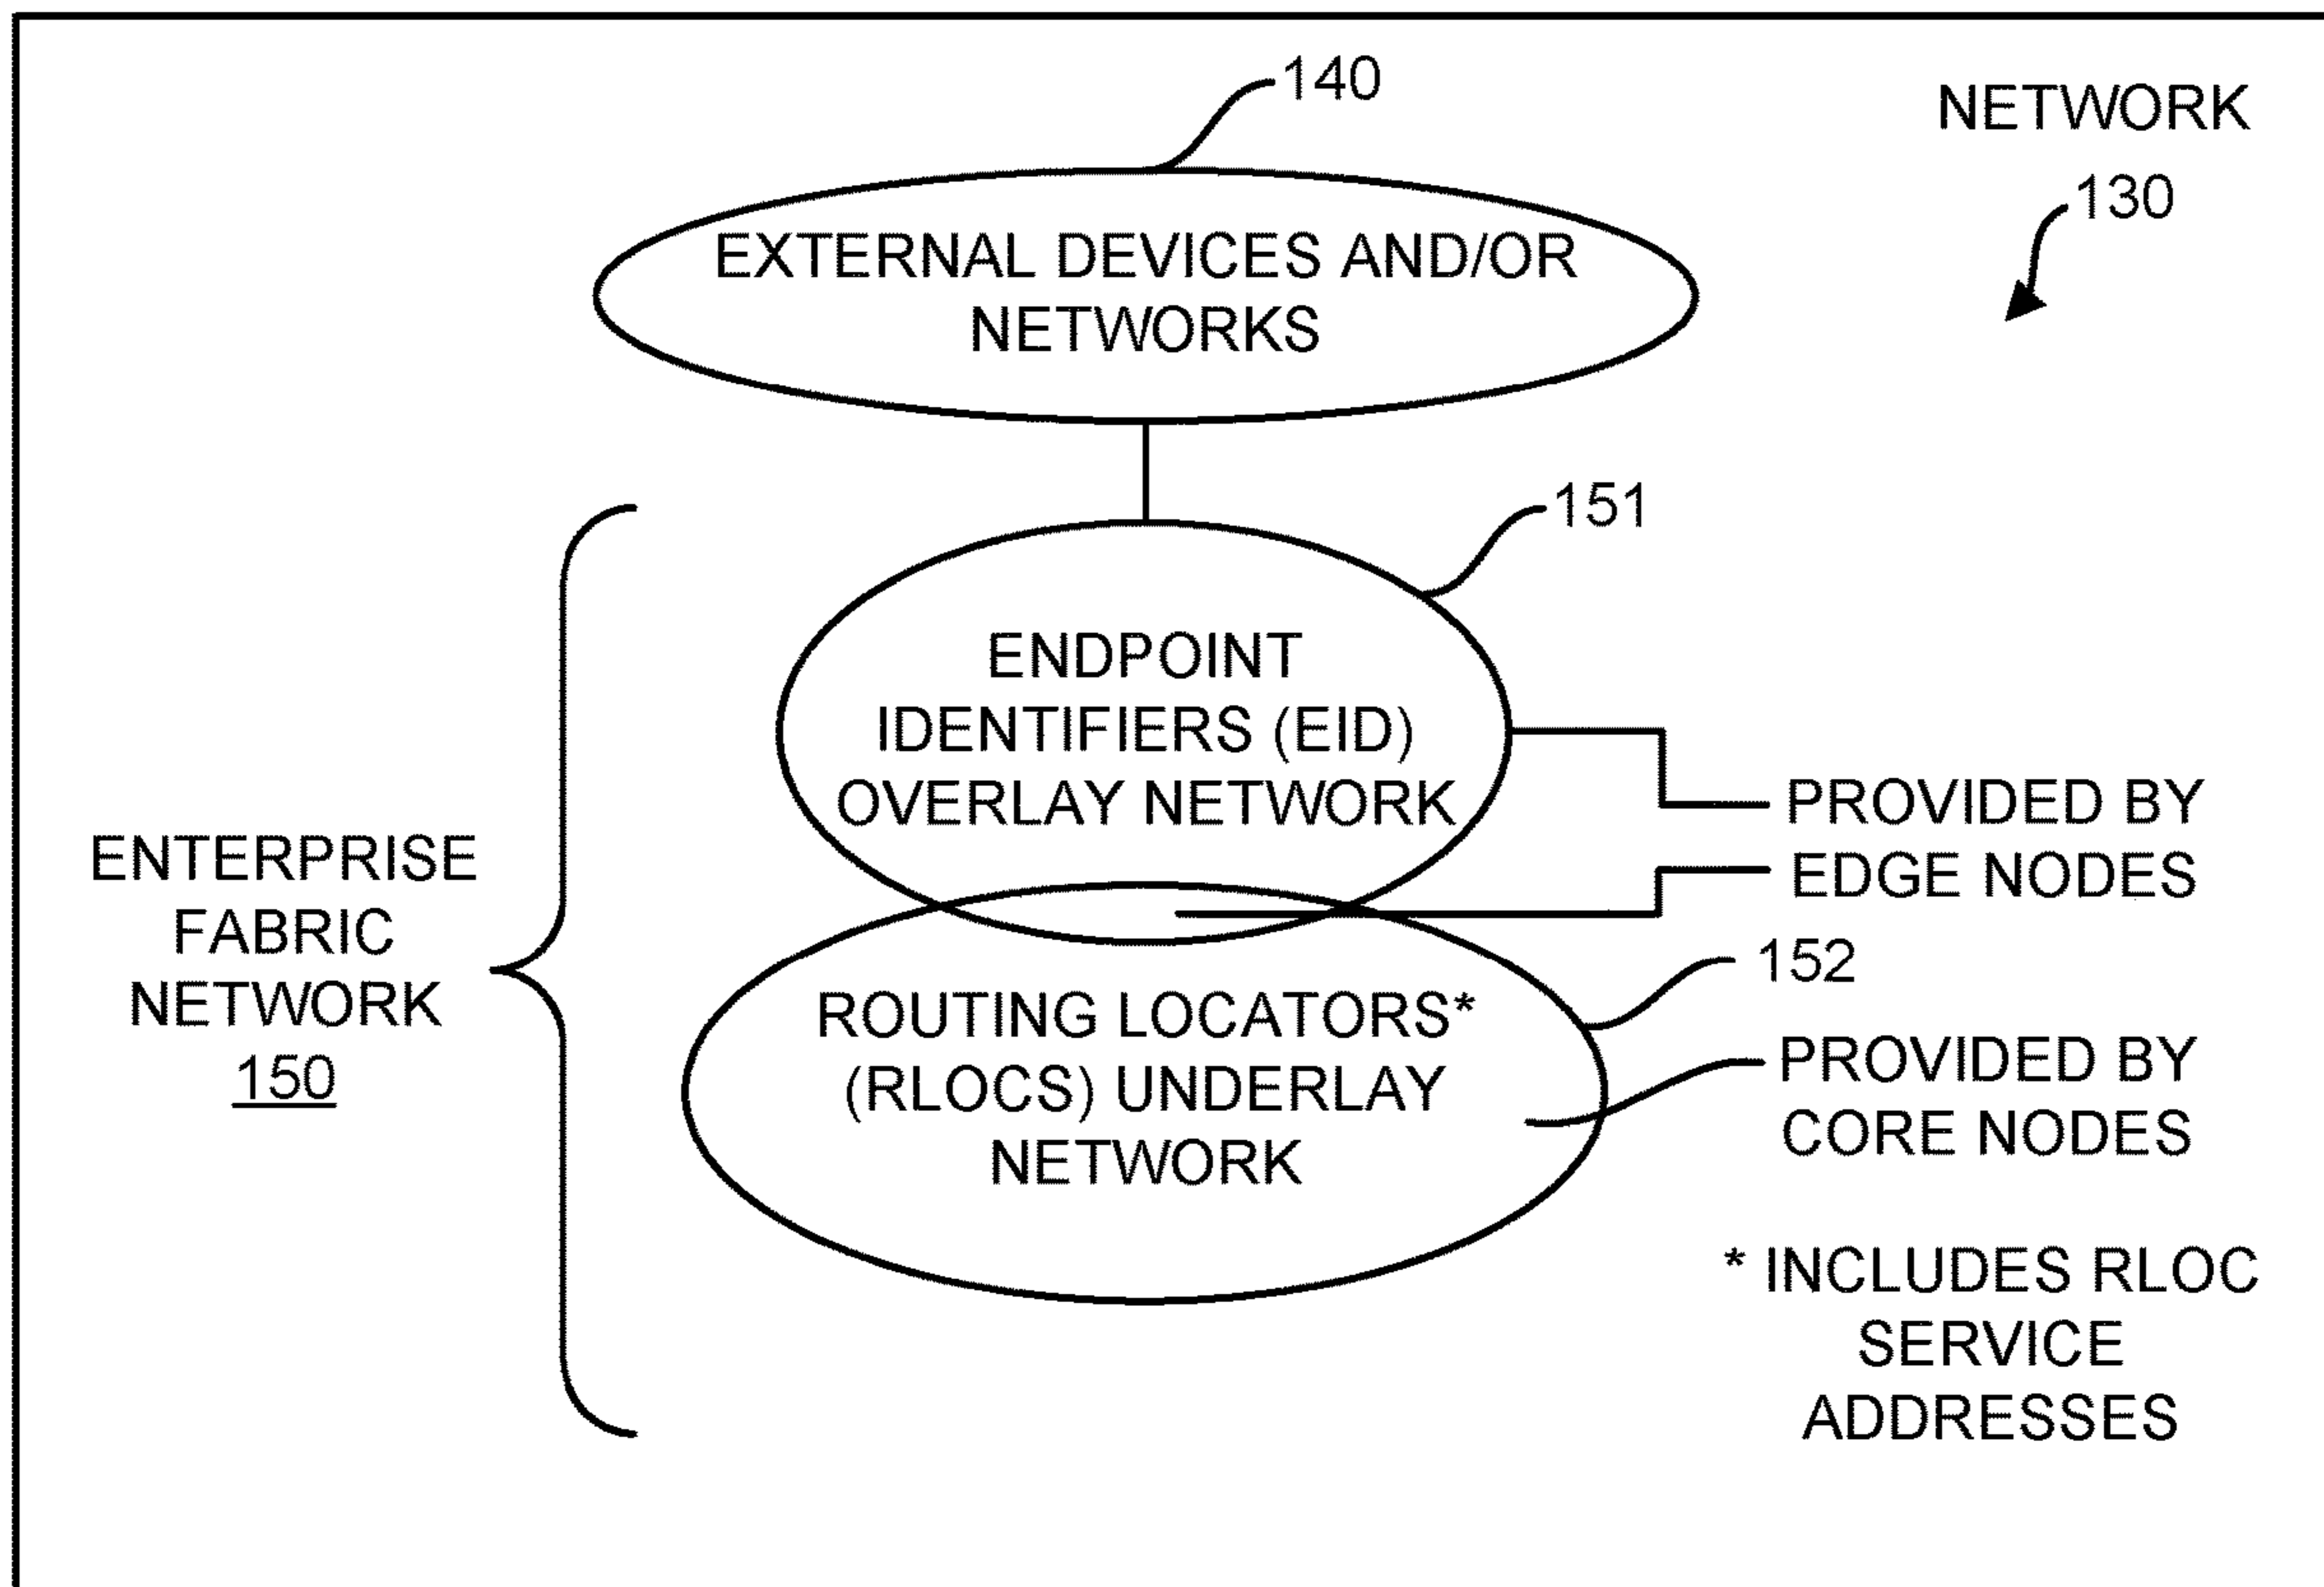 140
NETWORK
130
EXTERNAL DEVICES AND/OR
NETWORKS
151
ENDPOINT
IDENTIFIERS (EID)
OVERLAY NETWORK
PROVIDED BY
EDGE NODES
ENTERPRISE
FABRIC
NETWORK
150
152
ROUTING LOCATORS*
(RLOCS) UNDERLAY
NETWORK
PROVIDED BY
CORE NODES
* INCLUDES RLOC
SERVICE
ADDRESSES